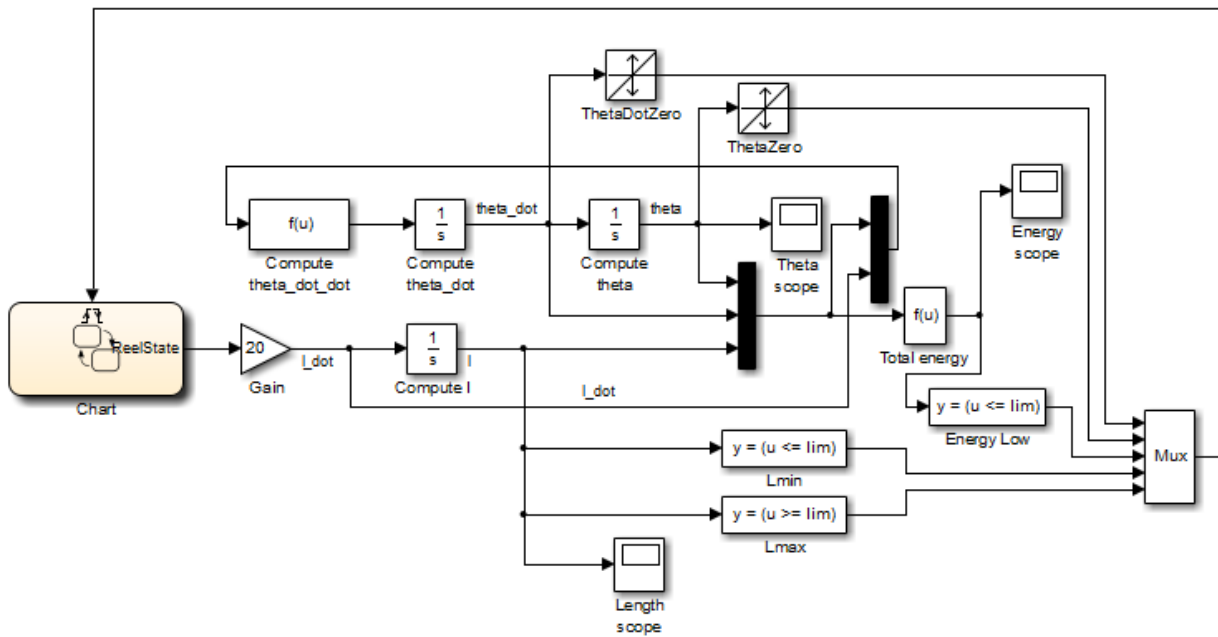 ThetaDotZero
ThetaZero
f(u)
Compute
theta_dot_dot
1
s
Compute
theta_dot
theta_dot
1
s
Compute
theta
theta
Theta
scope
Energy
scope
f(u)
Total energy
ReelState
Chart
20
Gain
l_dot
1
s
Compute l
l
l_dot
y = (u <= lim)
Energy Low
y = (u <= lim)
Lmin
y = (u >= lim)
Lmax
Mux
Length
scope